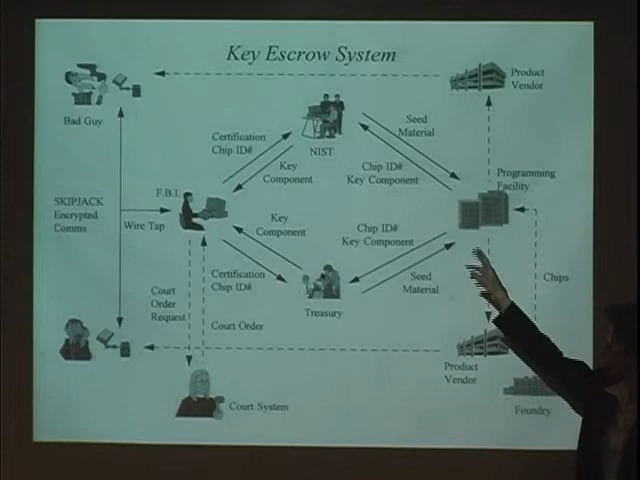 Key Escrow System
Product
Vendor
Bad Guy
Certification
Chip ID#
NIST
Seed
Material
Key
Component
Chip ID#
Key Component
Programming
Facility
F.B.I.
SKIPJACK
Encrypted
Comms
Wire Tap
Key
Component
Chip ID#
Key Component
Certification
Chip ID#
Seed
Material
Chips
Court
Order
Request
Treasury
Court Order
Product
Vendor
Court System
Foundry